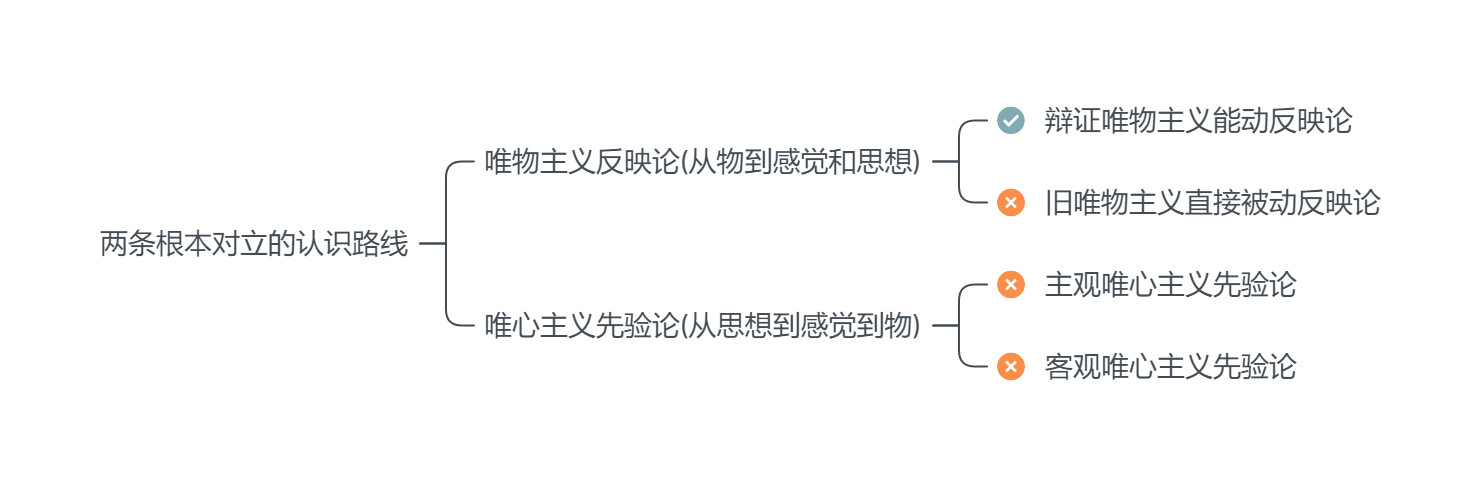 两条根本对立的认识路线
唯物主义反映论(从物到感觉和思想)
辩证唯物主义能动反映论
旧唯物主义直接被动反映论
唯心主义先验论(从思想到感觉到物)
主观唯心主义先验论
客观唯心主义先验论